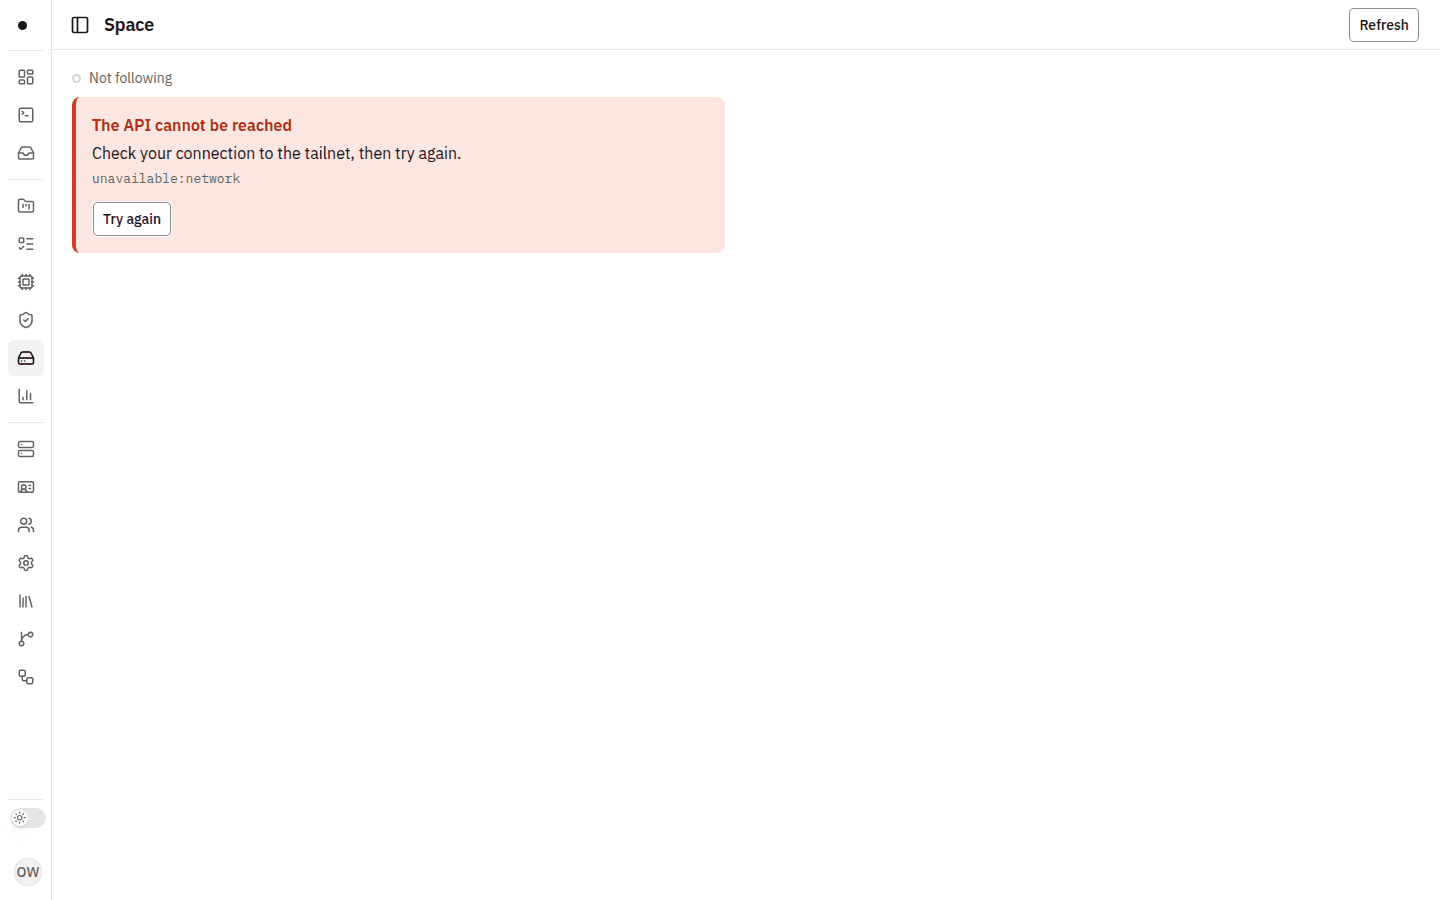 Space
Refresh
Not following
The API cannot be reached
Check your connection to the tailnet, then try again.
unavailable:network
Try again
OW